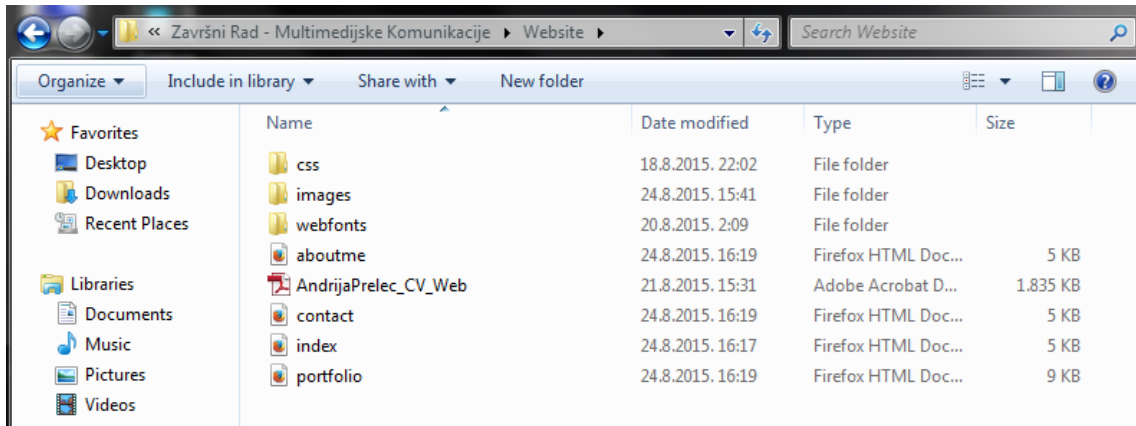 « Završni Rad - Multimedijske Komunikacije ▸ Website ▸ Search Website
Organize ▾ Include in library ▾ Share with ▾ New folder
Name Date modified Type Size
Favorites
Desktop
Downloads
Recent Places
Libraries
Documents
Music
Pictures
Videos
css 18.8.2015. 22:02 File folder
images 24.8.2015. 15:41 File folder
webfonts 20.8.2015. 2:09 File folder
aboutme 24.8.2015. 16:19 Firefox HTML Doc... 5 KB
AndrijaPrelec_CV_Web 21.8.2015. 15:31 Adobe Acrobat D... 1.835 KB
contact 24.8.2015. 16:19 Firefox HTML Doc... 5 KB
index 24.8.2015. 16:17 Firefox HTML Doc... 5 KB
portfolio 24.8.2015. 16:19 Firefox HTML Doc... 9 KB